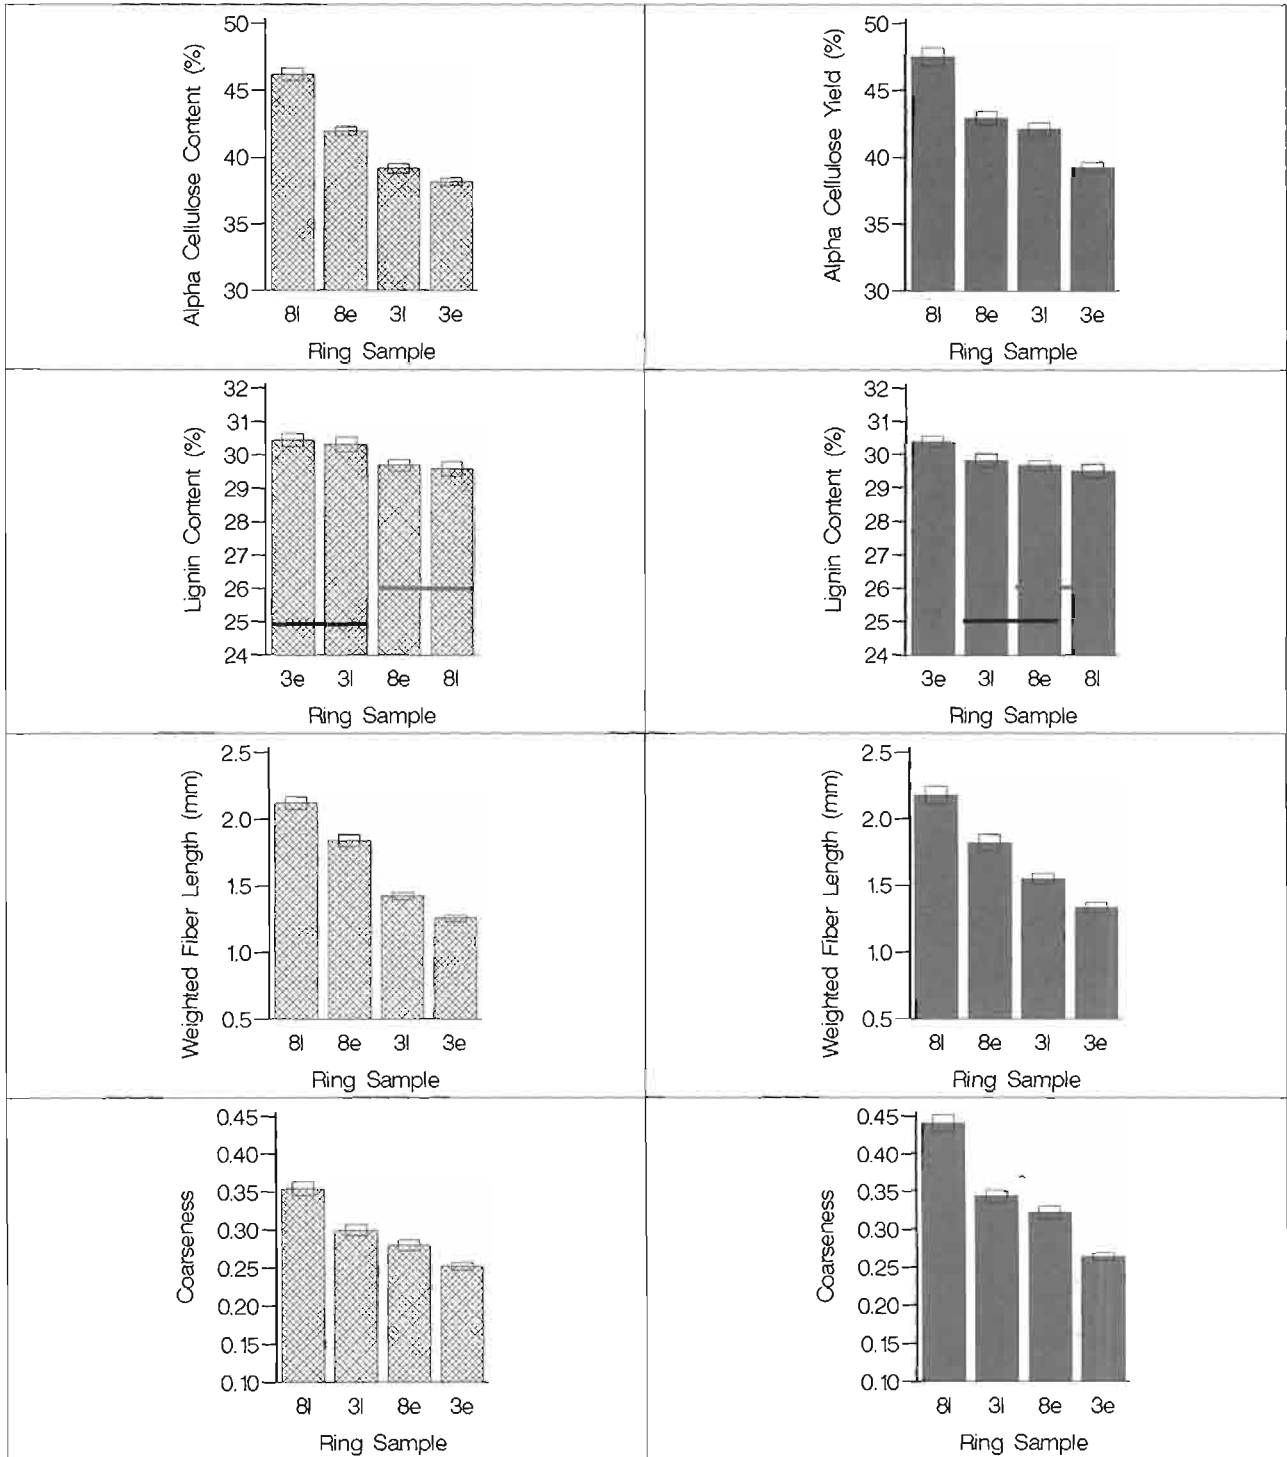 Alpha Cellulose Content (%)
50
45
40
35
30
8l 8e 3l 3e
Ring Sample
Alpha Cellulose Yield (%)
50
45
40
35
30
8l 8e 3l 3e
Ring Sample
Lignin Content (%)
32
31
30
29
28
27
26
25
24
3e 3l 8e 8l
Ring Sample
Lignin Content (%)
32
31
30
29
28
27
26
25
24
3e 3l 8e 8l
Ring Sample
Weighted Fiber Length (mm)
2.5
2.0
1.5
1.0
0.5
8l 8e 3l 3e
Ring Sample
Weighted Fiber Length (mm)
2.5
2.0
1.5
1.0
0.5
8l 8e 3l 3e
Ring Sample
Coarseness
0.45
0.40
0.35
0.30
0.25
0.20
0.15
0.10
8l 3l 8e 3e
Ring Sample
Coarseness
0.45
0.40
0.35
0.30
0.25
0.20
0.15
0.10
8l 3l 8e 3e
Ring Sample